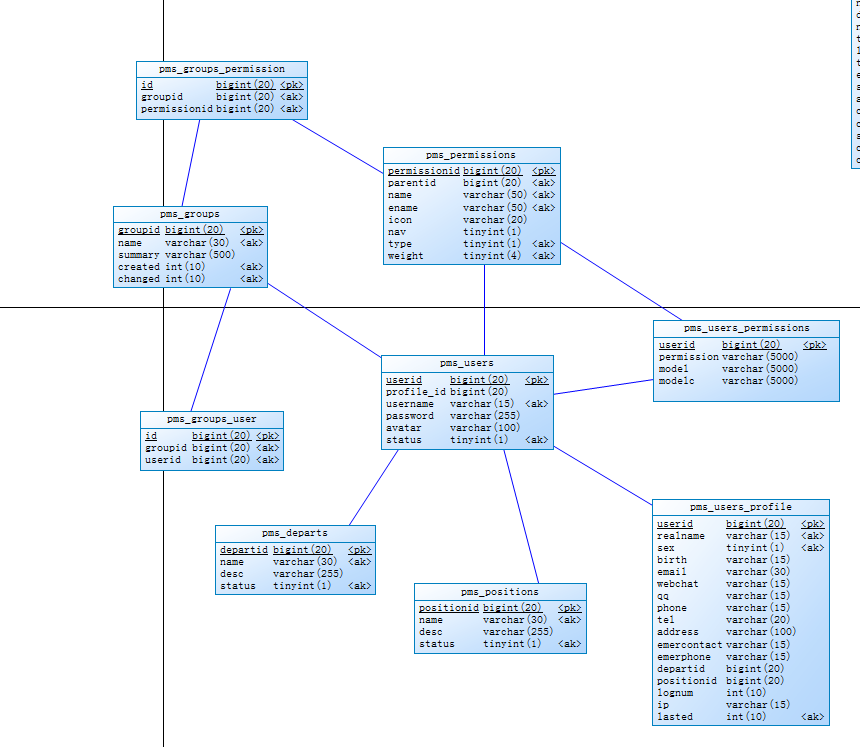 pms_groups_permission
id bigint(20) <pk>
groupid bigint(20) <ak>
permissionid bigint(20) <ak>
pms_permissions
permissionid bigint(20) <pk>
parentid bigint(20) <ak>
name varchar(50) <ak>
ename varchar(50) <ak>
icon varchar(20)
nav tinyint(1)
type tinyint(1) <ak>
weight tinyint(4) <ak>
pms_groups
groupid bigint(20) <pk>
name varchar(30) <ak>
summary varchar(500)
created int(10) <ak>
changed int(10) <ak>
pms_users_permissions
userid bigint(20) <pk>
permission varchar(5000)
model varchar(5000)
modelc varchar(5000)
pms_users
userid bigint(20) <pk>
profile_id bigint(20)
username varchar(15) <ak>
password varchar(255)
avatar varchar(100)
status tinyint(1) <ak>
pms_groups_user
id bigint(20) <pk>
groupid bigint(20) <ak>
userid bigint(20) <ak>
pms_departs
departid bigint(20) <pk>
name varchar(30) <ak>
desc varchar(255)
status tinyint(1) <ak>
pms_positions
positionid bigint(20) <pk>
name varchar(30) <ak>
desc varchar(255)
status tinyint(1) <ak>
pms_users_profile
userid bigint(20) <pk>
realname varchar(15) <ak>
sex tinyint(1) <ak>
birth varchar(15)
email varchar(30)
webchat varchar(15)
qq varchar(15)
phone varchar(15)
tel varchar(20)
address varchar(100)
emercontact varchar(15)
emerphone varchar(15)
departid bigint(20)
positionid bigint(20)
lognum int(10)
ip varchar(15)
lasted int(10) <ak>